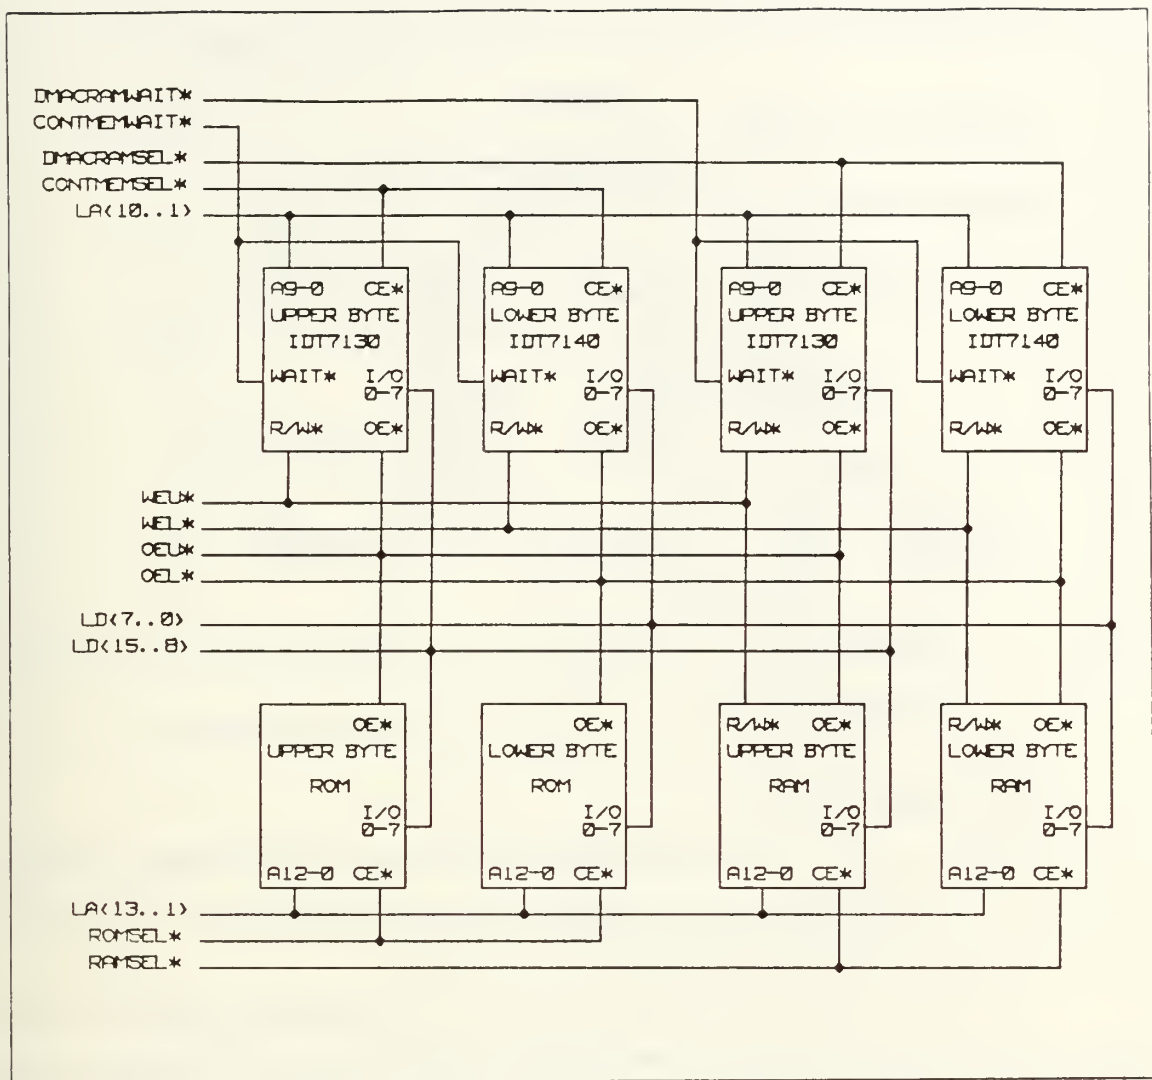 DMACRAMWAIT*
CONTMEMWAIT*
DMACRAMSEL*
CONTMEMSEL*
LA<10..1>
A9-0 CE*
UPPER BYTE
IDT7130
WAIT* I/O
0-7
R/W* OE*
A9-0 CE*
LOWER BYTE
IDT7140
WAIT* I/O
0-7
R/W* OE*
A9-0 CE*
UPPER BYTE
IDT7130
WAIT* I/O
0-7
R/W* OE*
A9-0 CE*
LOWER BYTE
IDT7140
WAIT* I/O
0-7
R/W* OE*
WEU*
WEL*
OEU*
OEL*
LD<7..0>
LD<15..8>
OE*
UPPER BYTE
ROM
I/O
0-7
A12-0 CE*
OE*
LOWER BYTE
ROM
I/O
0-7
A12-0 CE*
R/W* OE*
UPPER BYTE
RAM
I/O
0-7
A12-0 CE*
R/W* OE*
LOWER BYTE
RAM
I/O
0-7
A12-0 CE*
LA<13..1>
ROMSEL*
RAMSEL*